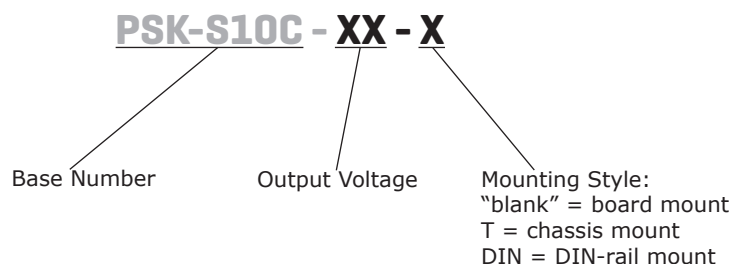 PSK-S10C - XX - X
Base Number
Output Voltage
Mounting Style:
“blank” = board mount
T = chassis mount
DIN = DIN-rail mount